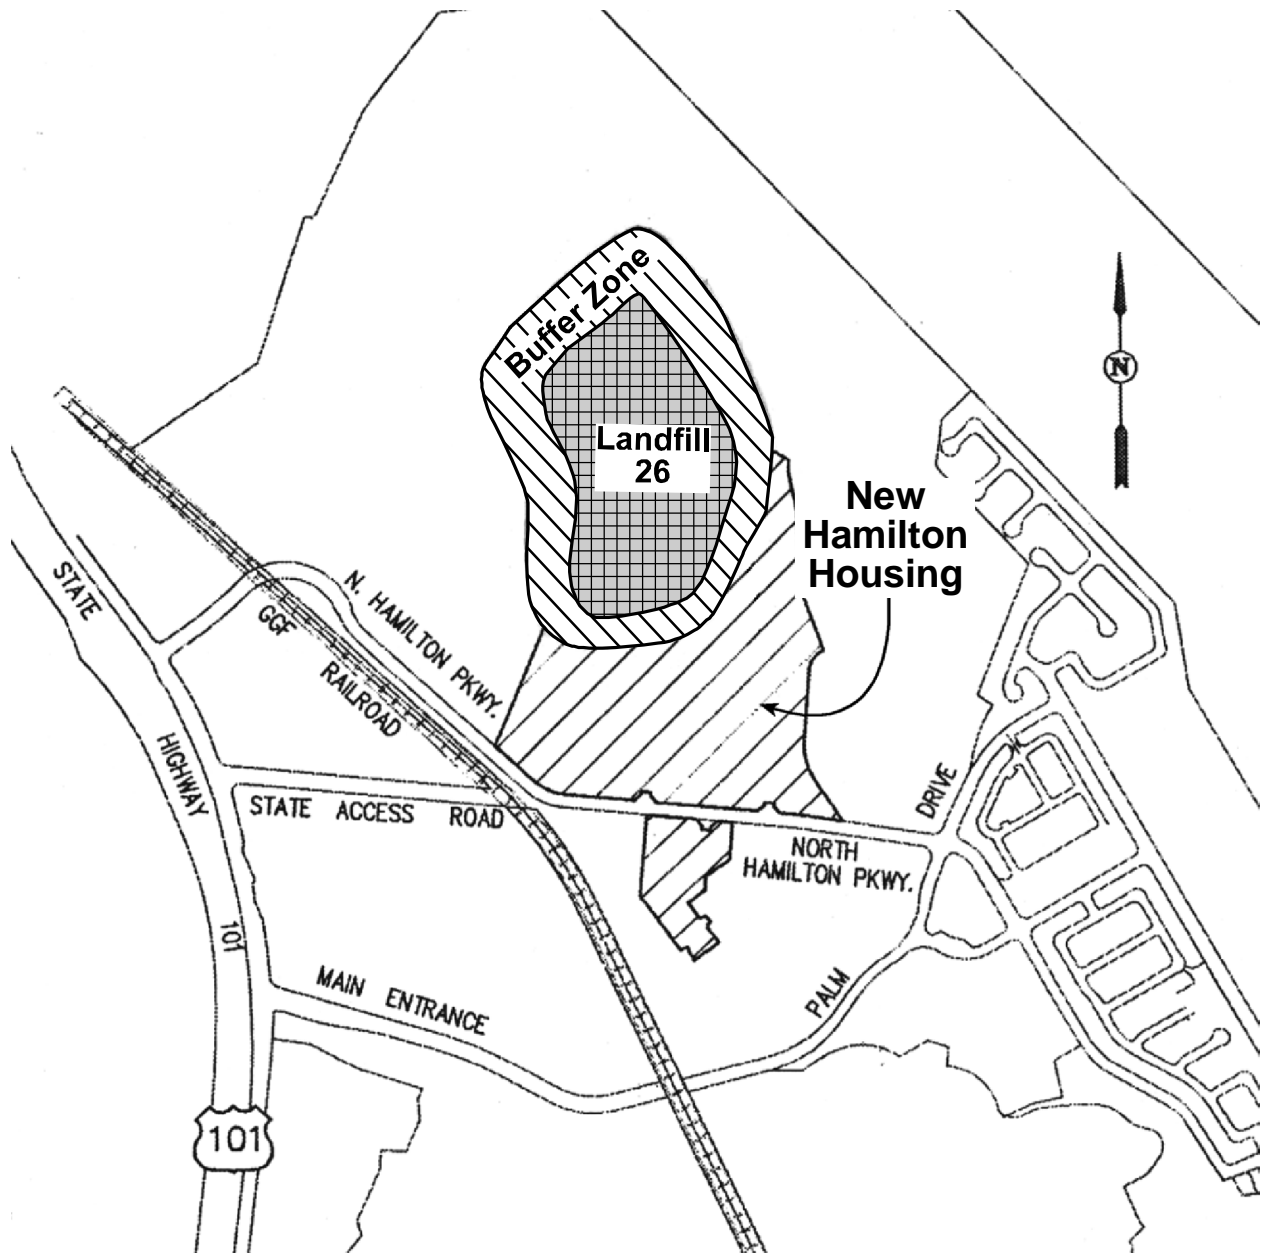 Buffer Zone
Landfill
26
N
New
Hamilton
Housing
STATE
HIGHWAY
101
GGF
RAILROAD
N. HAMILTON PKWY.
STATE ACCESS ROAD
NORTH
HAMILTON PKWY.
DRIVE
PALM
MAIN ENTRANCE
101